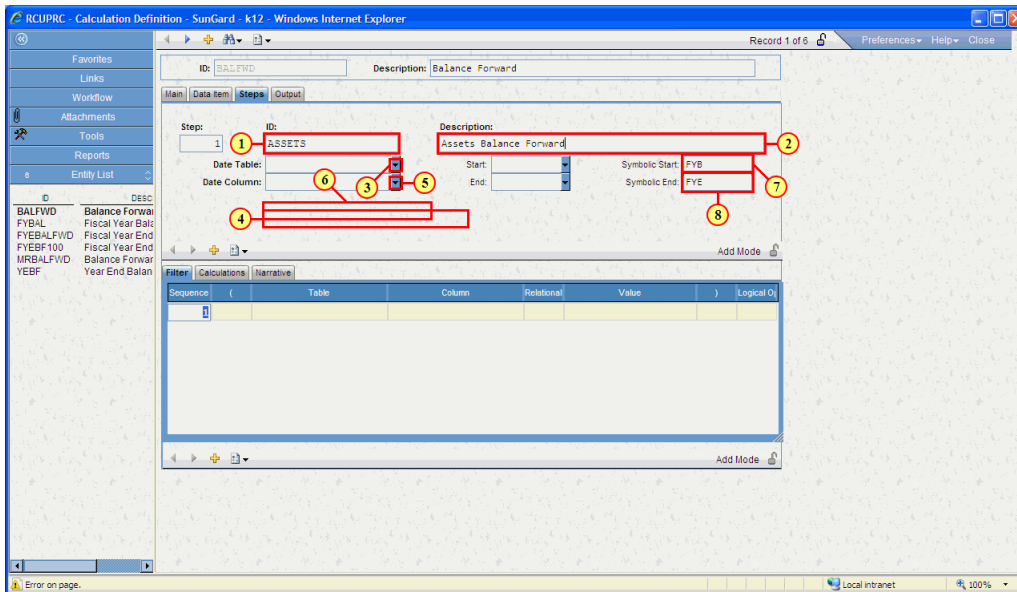 RCUPRC - Calculation Definition - SunGard - k12 - Windows Internet Explorer
Record 1 of 6 Preferences Help Close
Favorites
Links
Workflow
Attachments
Tools
Reports
6 Entity List
ID DESC
BALFWD Balance Forwar
FYBAL Fiscal Year Bala
FYEBALFWD Fiscal Year End
FYEBF100 Fiscal Year End
MRBALFWD Balance Forwar
YEBF Year End Balan
ID: BALFWD Description: Balance Forward
Main Data Item Steps Output
Step: ID: Description:
1 1 ASSETS Assets Balance Forward 2
Date Table: 3 Start: Symbolic Start: FYB 7
Date Column: 6 5 End: Symbolic End: FYE 8
4
Add Mode
Filter Calculations Narrative
Sequence ( Table Column Relational Value ) Logical O
1
Add Mode
Error on page. Local intranet 100%